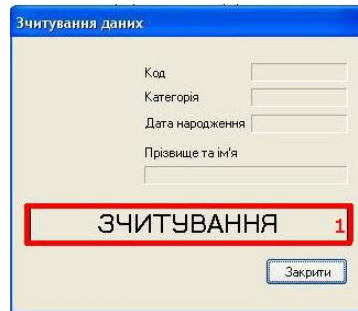 Зчитування даних
Код
Категорія
Дата народження
Прізвище та ім'я
ЗЧИТУВАННЯ 1
Закрити